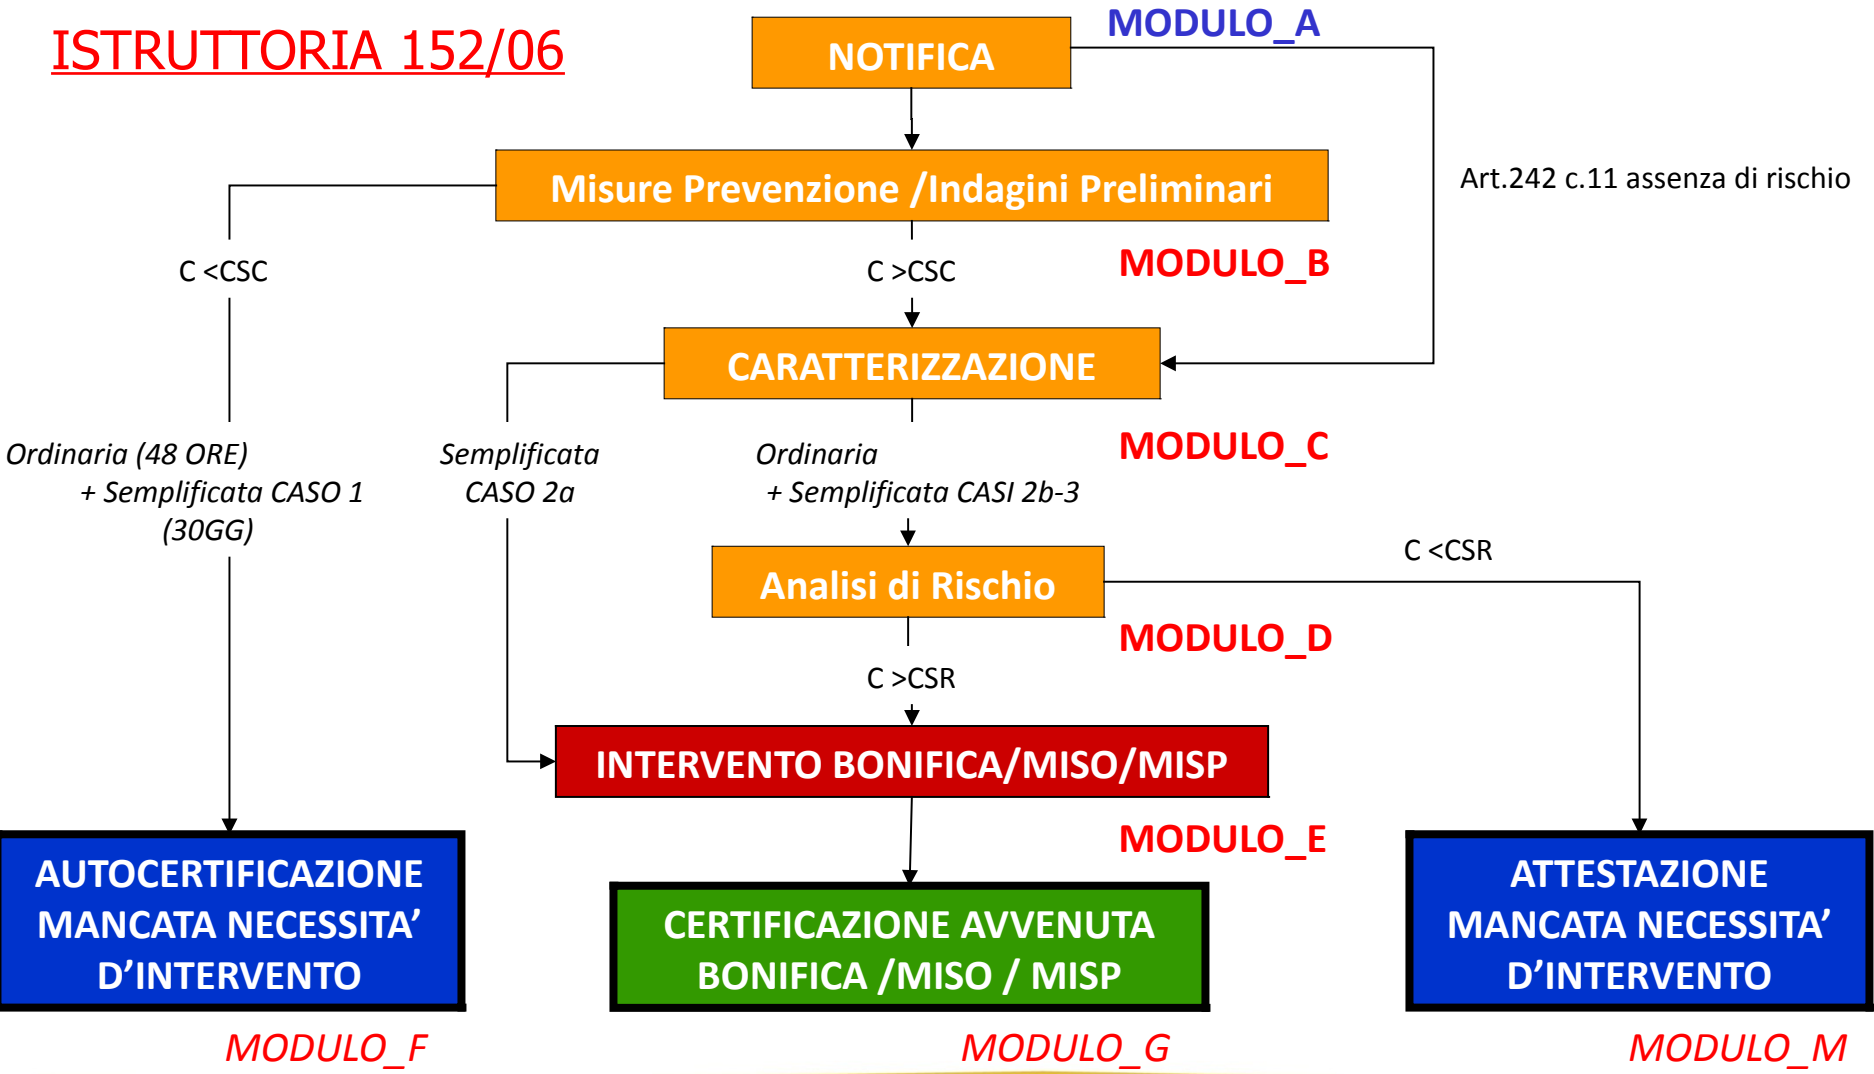 MODULO_A
ISTRUTTORIA 152/06
NOTIFICA
Art.242 c.11 assenza di rischio
Misure Prevenzione /Indagini Preliminari
MODULO_B
C <CSC
C >CSC
CARATTERIZZAZIONE
MODULO_C
Ordinaria (48 ORE)
+ Semplificata CASO 1
(30GG)
Semplificata
CASO 2a
Ordinaria
+ Semplificata CASI 2b-3
C <CSR
Analisi di Rischio
MODULO_D
C >CSR
INTERVENTO BONIFICA/MISO/MISP
MODULO_E
AUTOCERTIFICAZIONE
MANCATA NECESSITA’
D’INTERVENTO
CERTIFICAZIONE AVVENUTA
BONIFICA /MISO / MISP
ATTESTAZIONE
MANCATA NECESSITA’
D’INTERVENTO
MODULO_F
MODULO_G
MODULO_M